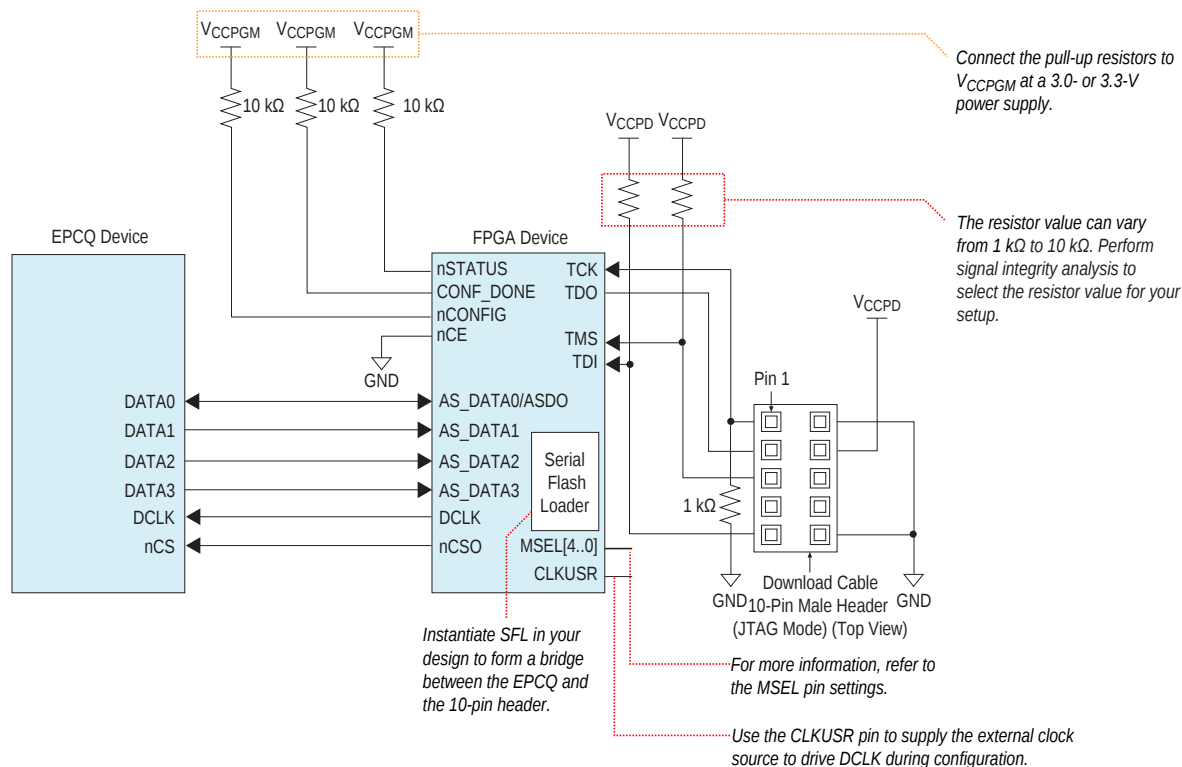 VCCPGM VCCPGM VCCPGM
Connect the pull-up resistors to
VCCPGM at a 3.0- or 3.3-V
power supply.
10 kΩ 10 kΩ 10 kΩ
VCCPD VCCPD
The resistor value can vary
from 1 kΩ to 10 kΩ. Perform
signal integrity analysis to
select the resistor value for your
setup.
EPCQ Device
FPGA Device
nSTATUS
CONF_DONE
nCONFIG
nCE
GND
TCK
TDO
TMS
TDI
VCCPD
Pin 1
DATA0
DATA1
DATA2
DATA3
DCLK
nCS
AS_DATA0/ASDO
AS_DATA1
AS_DATA2
AS_DATA3
DCLK
nCSO
Serial
Flash
Loader
MSEL[4..0]
CLKUSR
1 kΩ
GND
GND
Download Cable
10-Pin Male Header
(JTAG Mode) (Top View)
Instantiate SFL in your
design to form a bridge
between the EPCQ and
the 10-pin header.
For more information, refer to
the MSEL pin settings.
Use the CLKUSR pin to supply the external clock
source to drive DCLK during configuration.